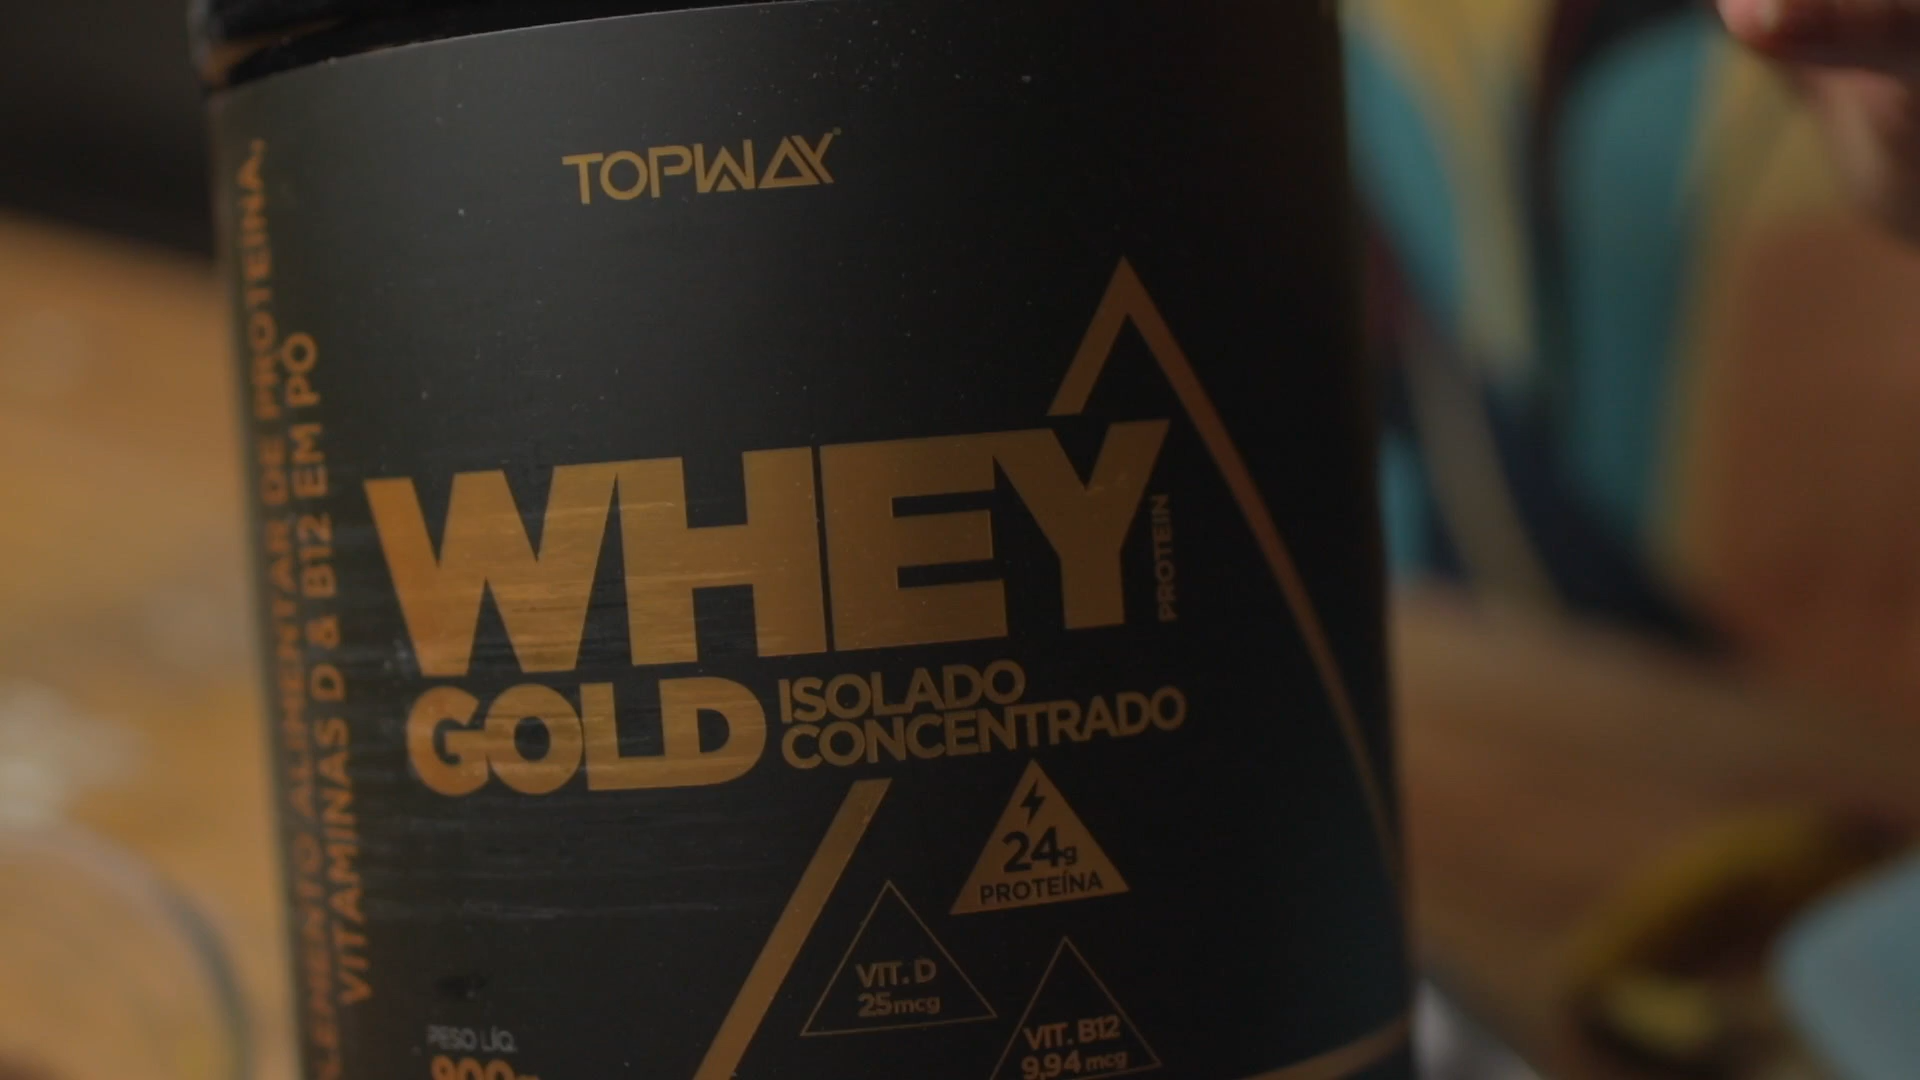 TOPWAY
WHEY
PROTEIN
GOLD
ISOLADO
CONCENTRADO
24g
PROTEÍNA
VIT. D
25mcg
VIT. B12
9,94 mcg
PESO LÍQ.
900g
ALIMENTAR DE PROTEÍNA,
VITAMINAS D & B12 EM PÓ